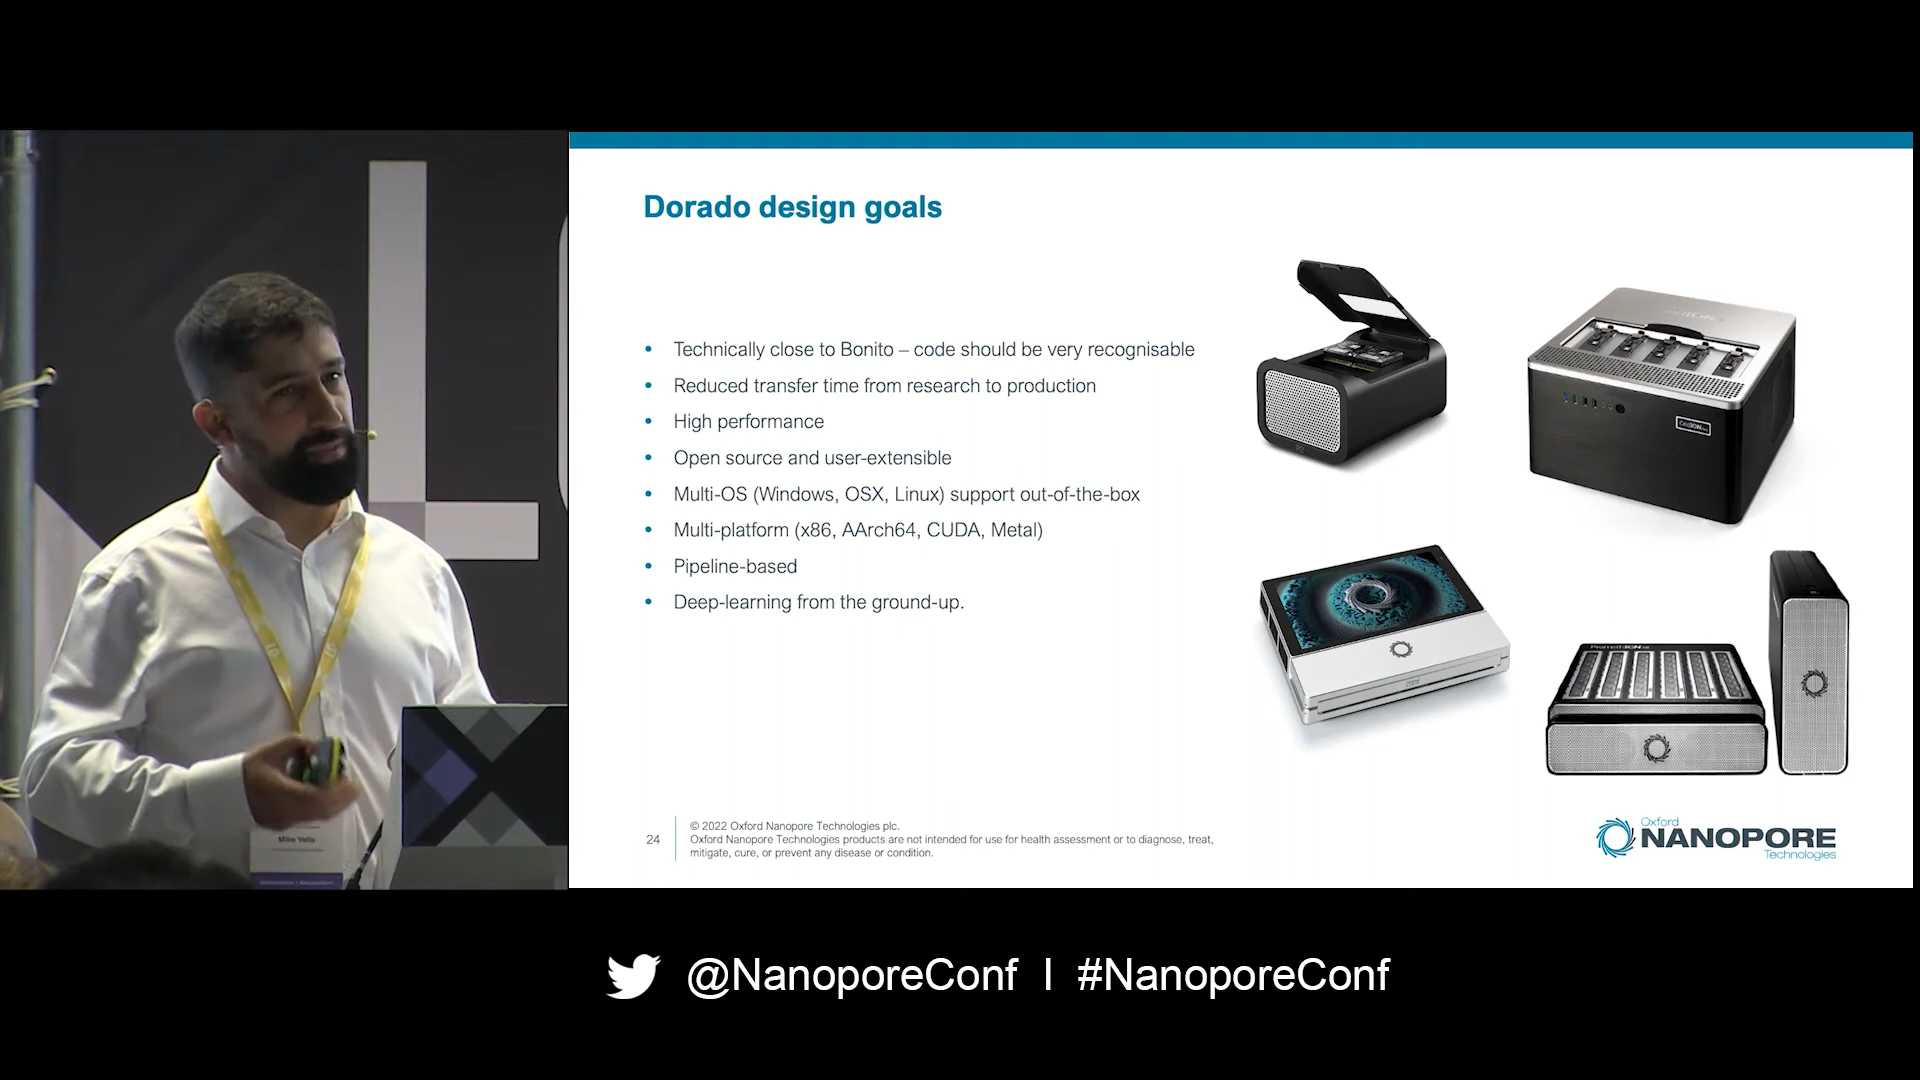 Dorado design goals
• Technically close to Bonito – code should be very recognisable
• Reduced transfer time from research to production
• High performance
• Open source and user-extensible
• Multi-OS (Windows, OSX, Linux) support out-of-the-box
• Multi-platform (x86, AArch64, CUDA, Metal)
• Pipeline-based
• Deep-learning from the ground-up.
GridION
PromethION
Mike Vella
24
© 2022 Oxford Nanopore Technologies plc.
Oxford Nanopore Technologies products are not intended for use for health assessment or to diagnose, treat,
mitigate, cure, or prevent any disease or condition.
Oxford
NANOPORE
Technologies
@NanoporeConf | #NanoporeConf